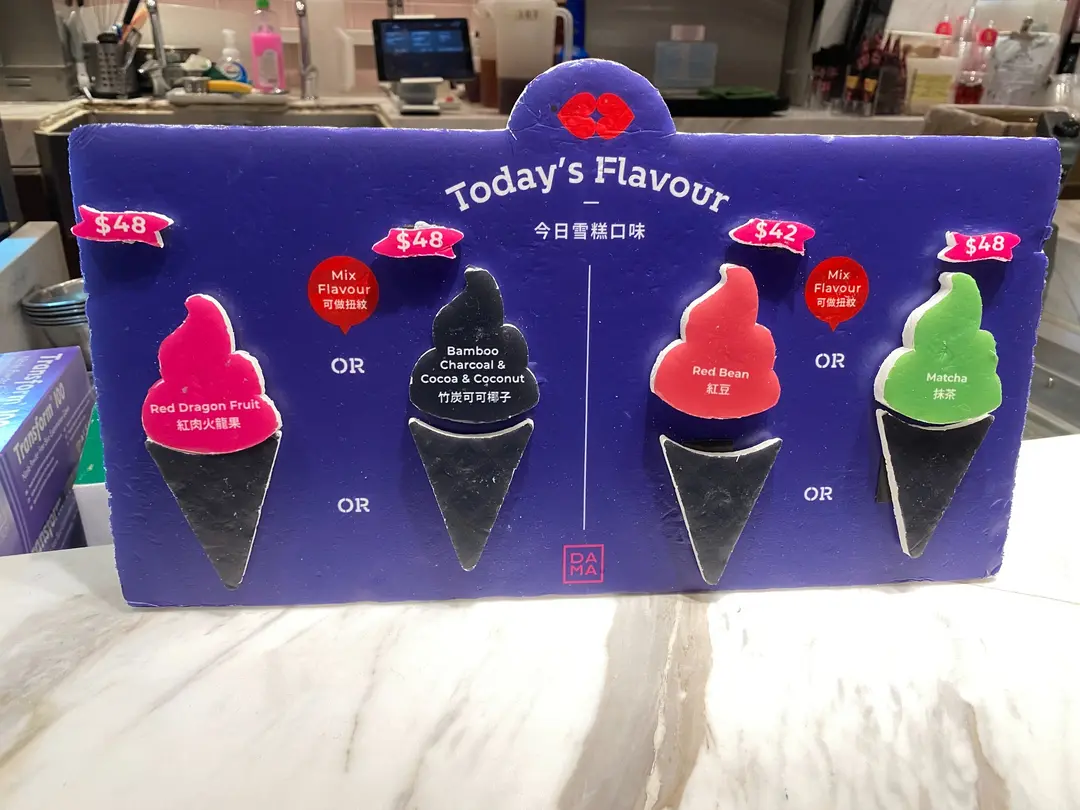 Today's Flavour
今日雪糕口味
$48
$48
$42
$48
Mix
Flavour
可做扭紋
Mix
Flavour
可做扭紋
Red Dragon Fruit
紅肉火龍果
OR
OR
Bamboo
Charcoal &
Cocoa & Coconut
竹炭可可椰子
Red Bean
紅豆
OR
OR
Matcha
抹茶
DA
MA
Transform